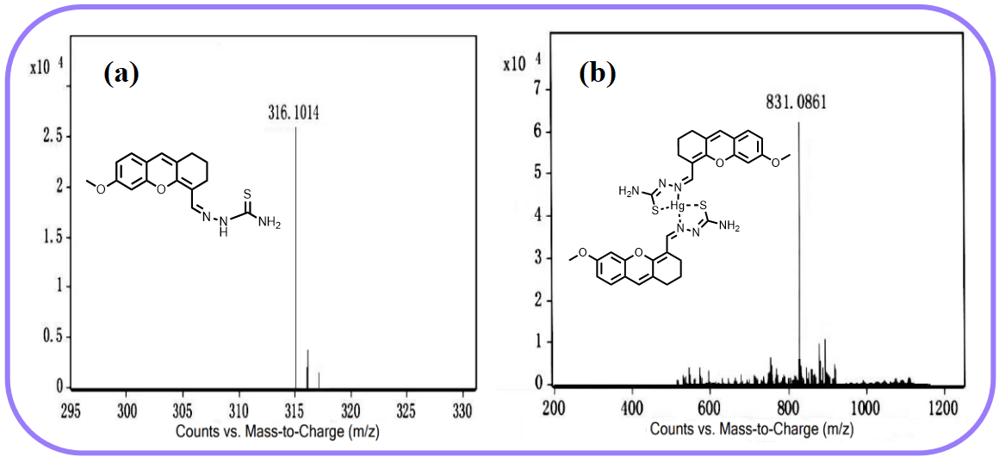 (a)
x10 4
316.1014
2.5
2
1.5
1
0.5
0
295 300 305 310 315 320 325 330
Counts vs. Mass-to-Charge (m/z)
O
O
N
N
H
S
NH2
(b)
x10 4
831.0861
7
6
5
4
3
2
1
0
200 400 600 800 1000 1200
Counts vs. Mass-to-Charge (m/z)
O
O
H2N
N
N
S
Hg
S
N
N
NH2
O
O